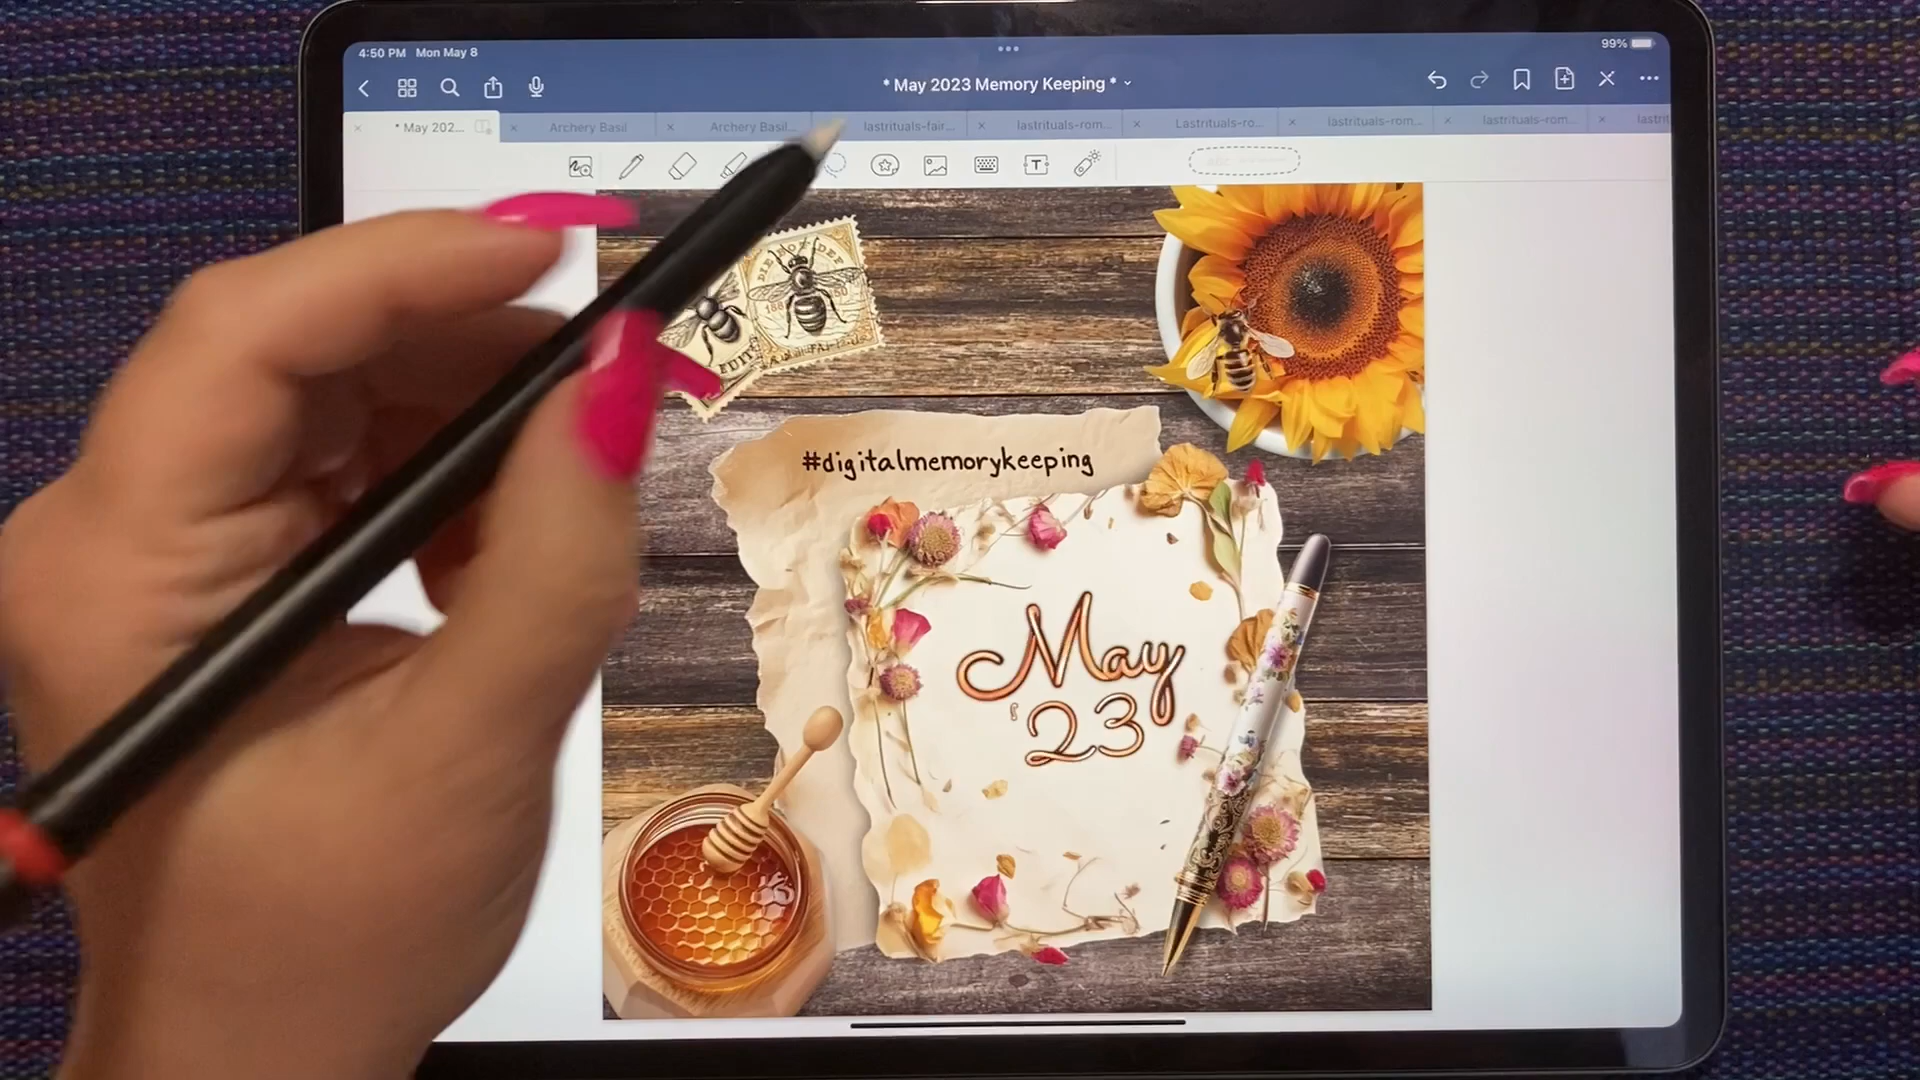 4:50 PM Mon May 8
99%
* May 2023 Memory Keeping *
* May 202...
Archery Basil
Archery Basil...
lastrituals-fair...
lastrituals-rom...
Lastrituals-ro...
lastrituals-rom...
lastrituals-rom...
T
#digitalmemorykeeping
May
'23